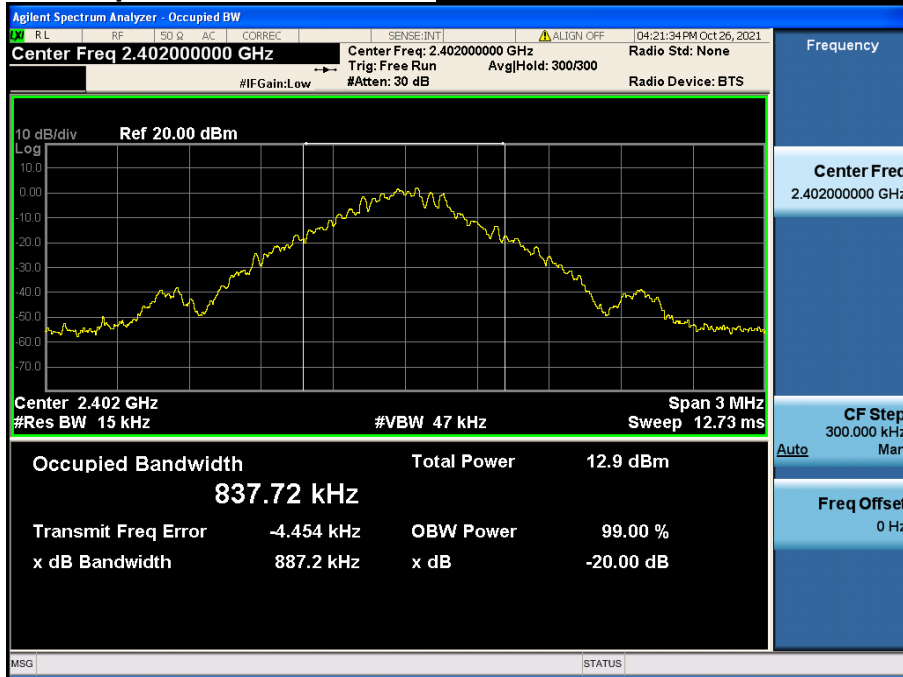 Agilent Spectrum Analyzer - Occupied BW
LXI RL RF 50 Ω AC CORREC SENSE:INT ALIGN OFF 04:21:34 PM Oct 26, 2021
Center Freq 2.402000000 GHz
Center Freq: 2.402000000 GHz
Radio Std: None
Trig: Free Run Avg|Hold: 300/300
#IFGain:Low
#Atten: 30 dB
Radio Device: BTS
10 dB/div Ref 20.00 dBm
Log
10.0
0.00
-10.0
-20.0
-30.0
-40.0
-50.0
-60.0
-70.0
Center 2.402 GHz
Span 3 MHz
#Res BW 15 kHz
#VBW 47 kHz
Sweep 12.73 ms
Occupied Bandwidth
Total Power 12.9 dBm
837.72 kHz
Transmit Freq Error -4.454 kHz
OBW Power 99.00 %
x dB Bandwidth 887.2 kHz
x dB -20.00 dB
Frequency
Center Freq
2.402000000 GHz
CF Step
300.000 kHz
Auto Man
Freq Offset
0 Hz
MSG
STATUS